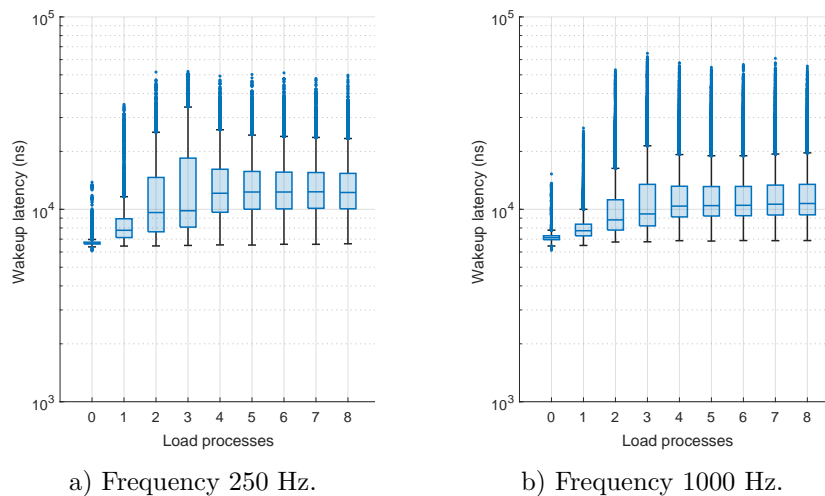 10^5
10^4
10^3
Wakeup latency (ns)
0 1 2 3 4 5 6 7 8
Load processes
a) Frequency 250 Hz.
10^5
10^4
10^3
Wakeup latency (ns)
0 1 2 3 4 5 6 7 8
Load processes
b) Frequency 1000 Hz.